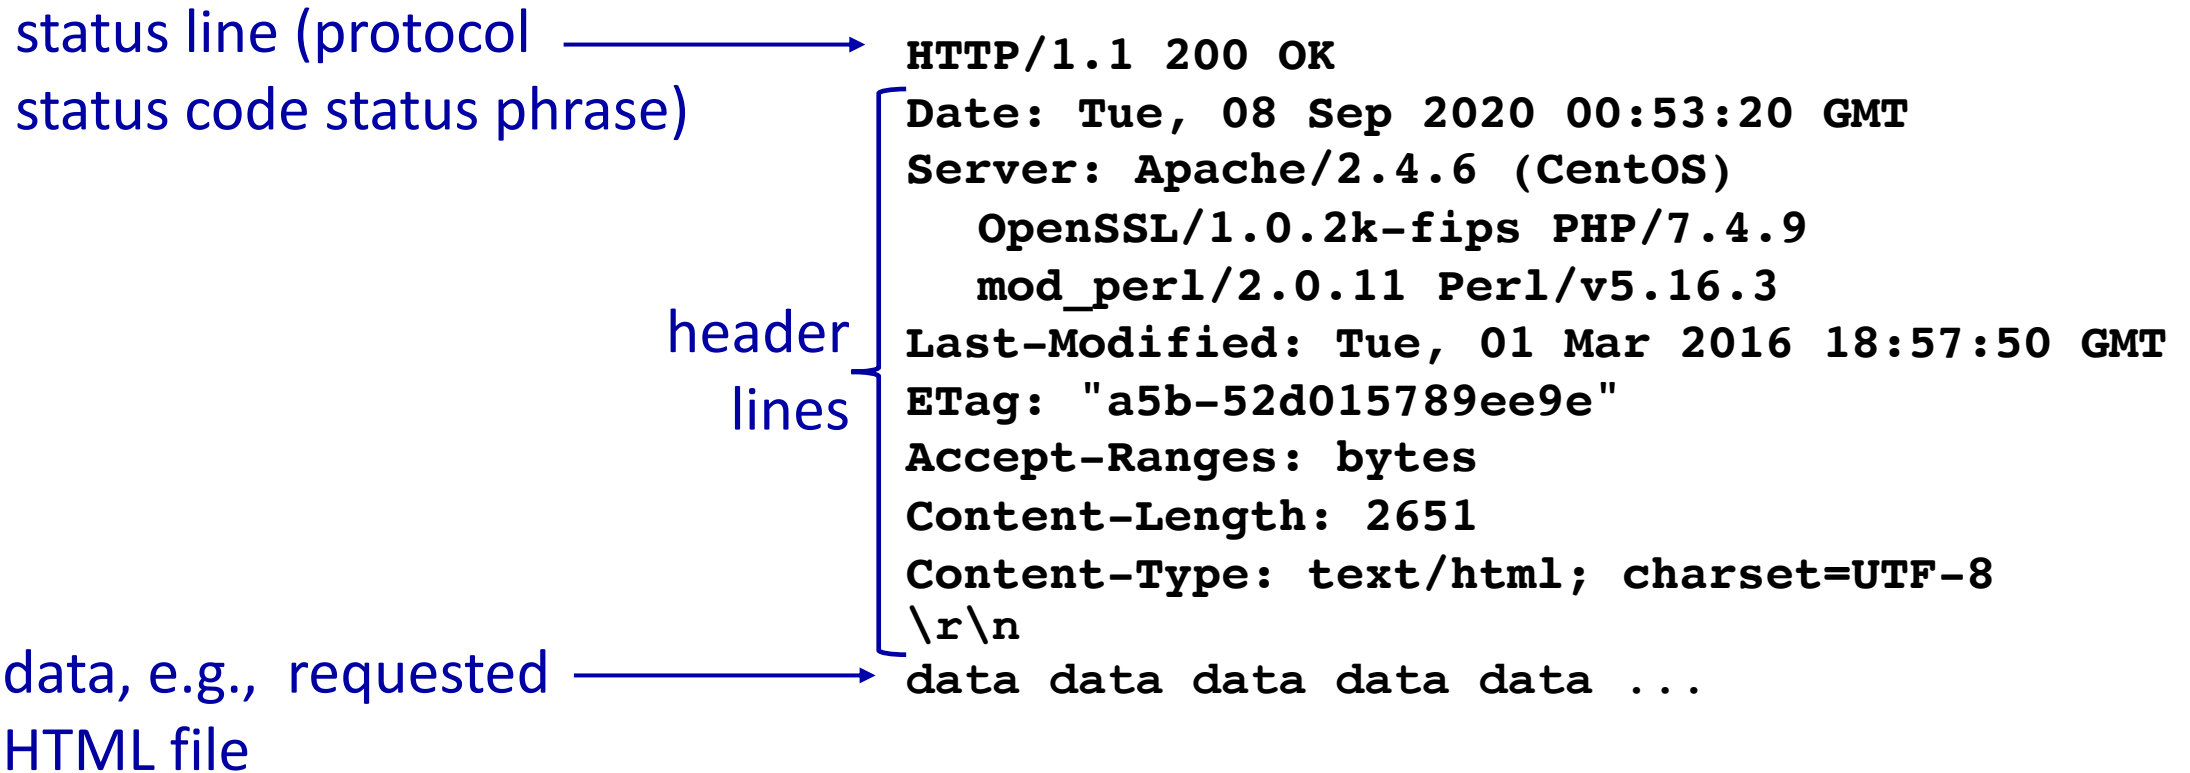 status line (protocol
status code status phrase)
HTTP/1.1 200 OK
Date: Tue, 08 Sep 2020 00:53:20 GMT
Server: Apache/2.4.6 (CentOS)
OpenSSL/1.0.2k-fips PHP/7.4.9
mod_perl/2.0.11 Perl/v5.16.3
header
lines
Last-Modified: Tue, 01 Mar 2016 18:57:50 GMT
ETag: "a5b-52d015789ee9e"
Accept-Ranges: bytes
Content-Length: 2651
Content-Type: text/html; charset=UTF-8
\r\n
data, e.g., requested
HTML file
data data data data data ...